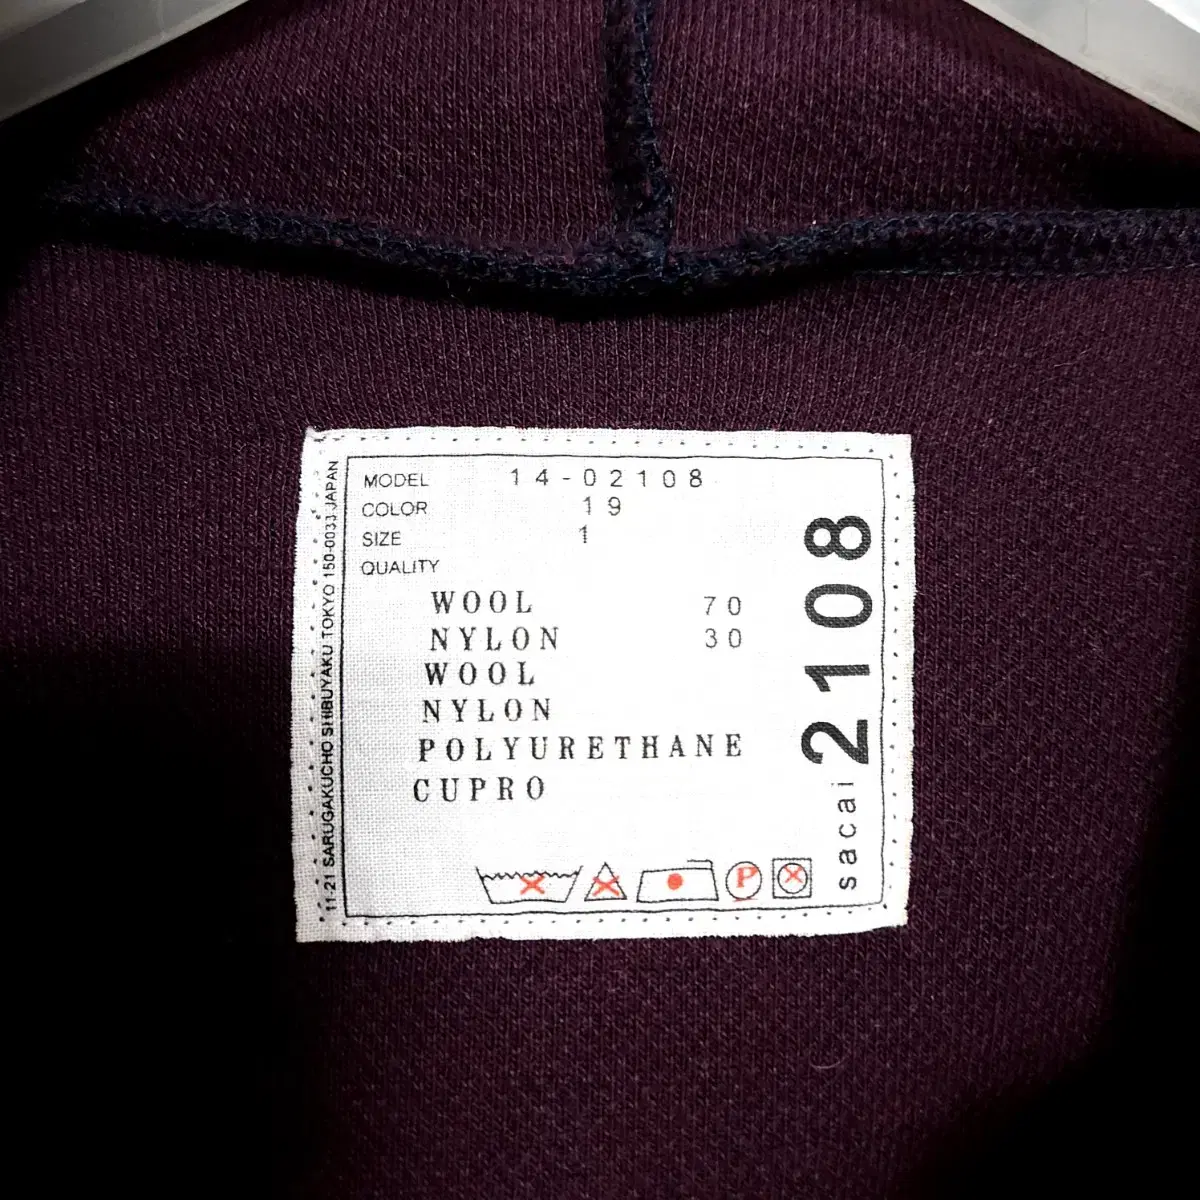 MODEL 14-02108
COLOR 19
SIZE 1
QUALITY
WOOL 70
NYLON 30
WOOL
NYLON
POLYURETHANE
CUPRO
P
sacai 2108
11-21 SARUGAKUCHO SHIBUYAKU TOKYO 150-0033 JAPAN